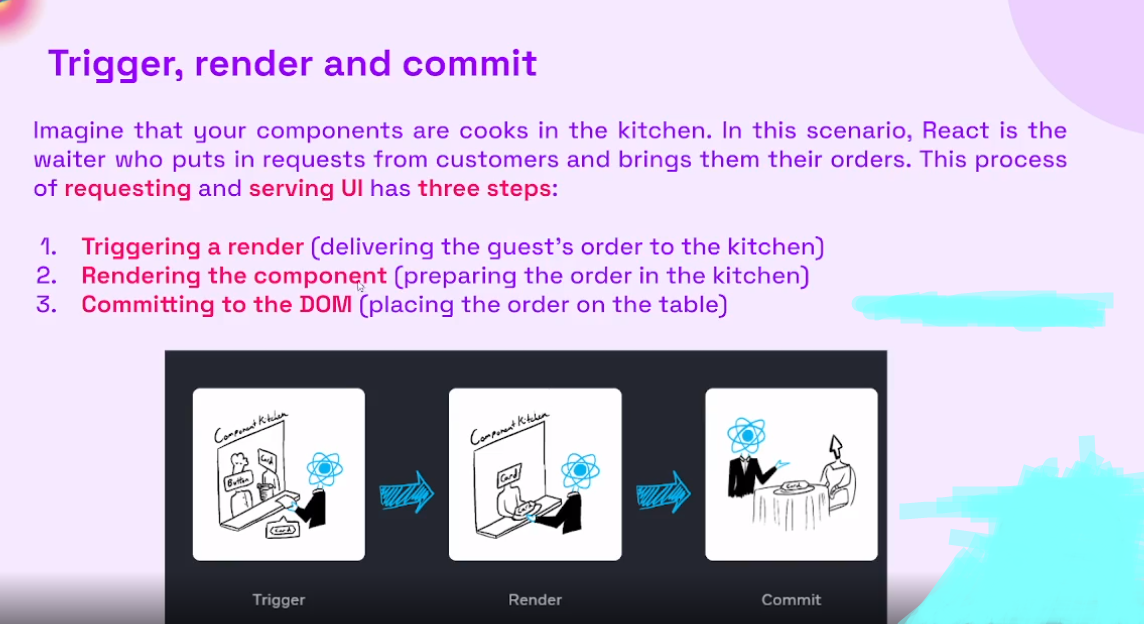 Trigger, render and commit
Imagine that your components are cooks in the kitchen. In this scenario, React is the
waiter who puts in requests from customers and brings them their orders. This process
of requesting and serving UI has three steps:
1. Triggering a render (delivering the guest's order to the kitchen)
2. Rendering the component (preparing the order in the kitchen)
3. Committing to the DOM (placing the order on the table)
Component Kitchen
Button
Card
Card
Component Kitchen
Card
Card
Card
Trigger
Render
Commit